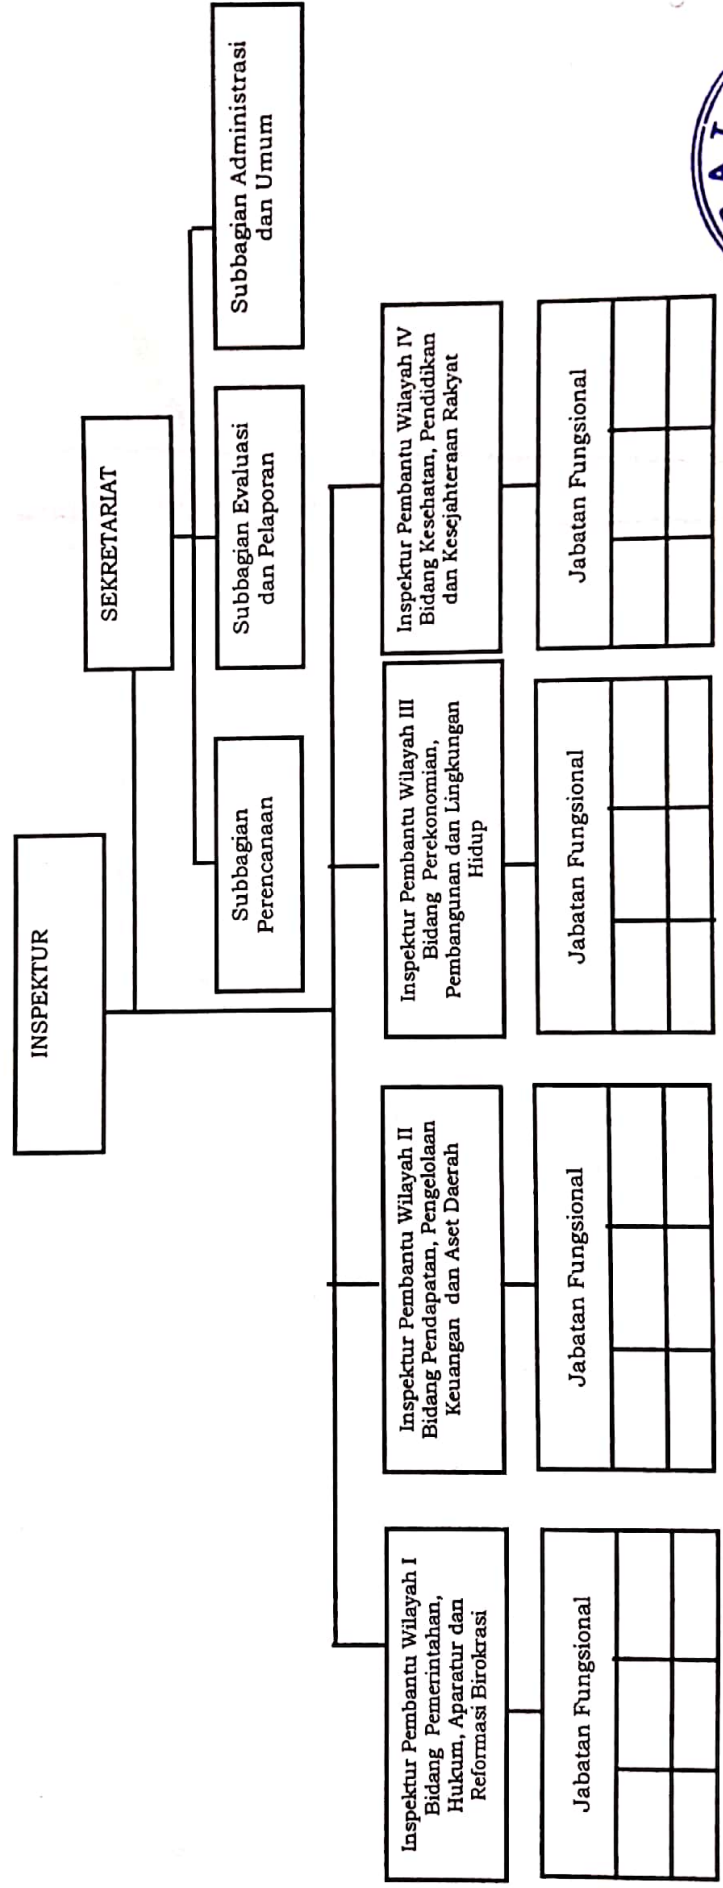 INSPEKTUR
SEKRETARIAT
Subbagian
Perencanaan
Subbagian Evaluasi
dan Pelaporan
Subbagian Administrasi
dan Umum
Inspektur Pembantu Wilayah I
Bidang Pemerintahan,
Hukum, Aparatur dan
Reformasi Birokrasi
Inspektur Pembantu Wilayah II
Bidang Pendapatan, Pengelolaan
Keuangan dan Aset Daerah
Inspektur Pembantu Wilayah III
Bidang Perekonomian,
Pembangunan dan Lingkungan
Hidup
Inspektur Pembantu Wilayah IV
Bidang Kesehatan, Pendidikan
dan Kesejahteraan Rakyat
Jabatan Fungsional
Jabatan Fungsional
Jabatan Fungsional
Jabatan Fungsional